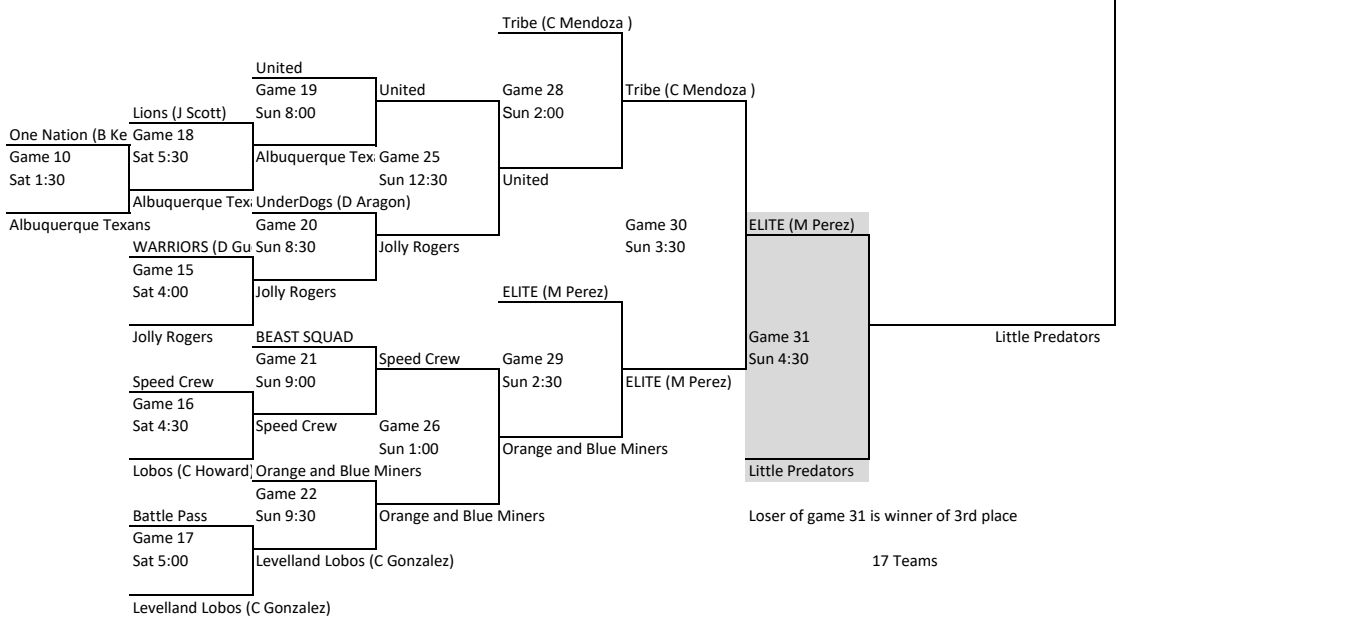 Tribe (C Mendoza )
United
Game 19
Sun 8:00
United
Game 28
Sun 2:00
Tribe (C Mendoza )
Lions (J Scott)
One Nation (B Ke
Game 18
Sat 5:30
Game 10
Sat 1:30
Albuquerque Tex
Game 25
Sun 12:30
United
Albuquerque Tex
UnderDogs (D Aragon)
Albuquerque Texans
Game 20
Sun 8:30
Game 30
Sun 3:30
ELITE (M Perez)
WARRIORS (D Gu
Jolly Rogers
Game 15
Sat 4:00
Jolly Rogers
ELITE (M Perez)
Jolly Rogers
BEAST SQUAD
Game 31
Sun 4:30
Little Predators
Game 21
Sun 9:00
Speed Crew
Game 29
Sun 2:30
Speed Crew
ELITE (M Perez)
Game 16
Sat 4:30
Speed Crew
Game 26
Sun 1:00
Orange and Blue Miners
Lobos (C Howard)
Orange and Blue Miners
Little Predators
Game 22
Sun 9:30
Battle Pass
Orange and Blue Miners
Loser of game 31 is winner of 3rd place
Game 17
Sat 5:00
Levelland Lobos (C Gonzalez)
17 Teams
Levelland Lobos (C Gonzalez)